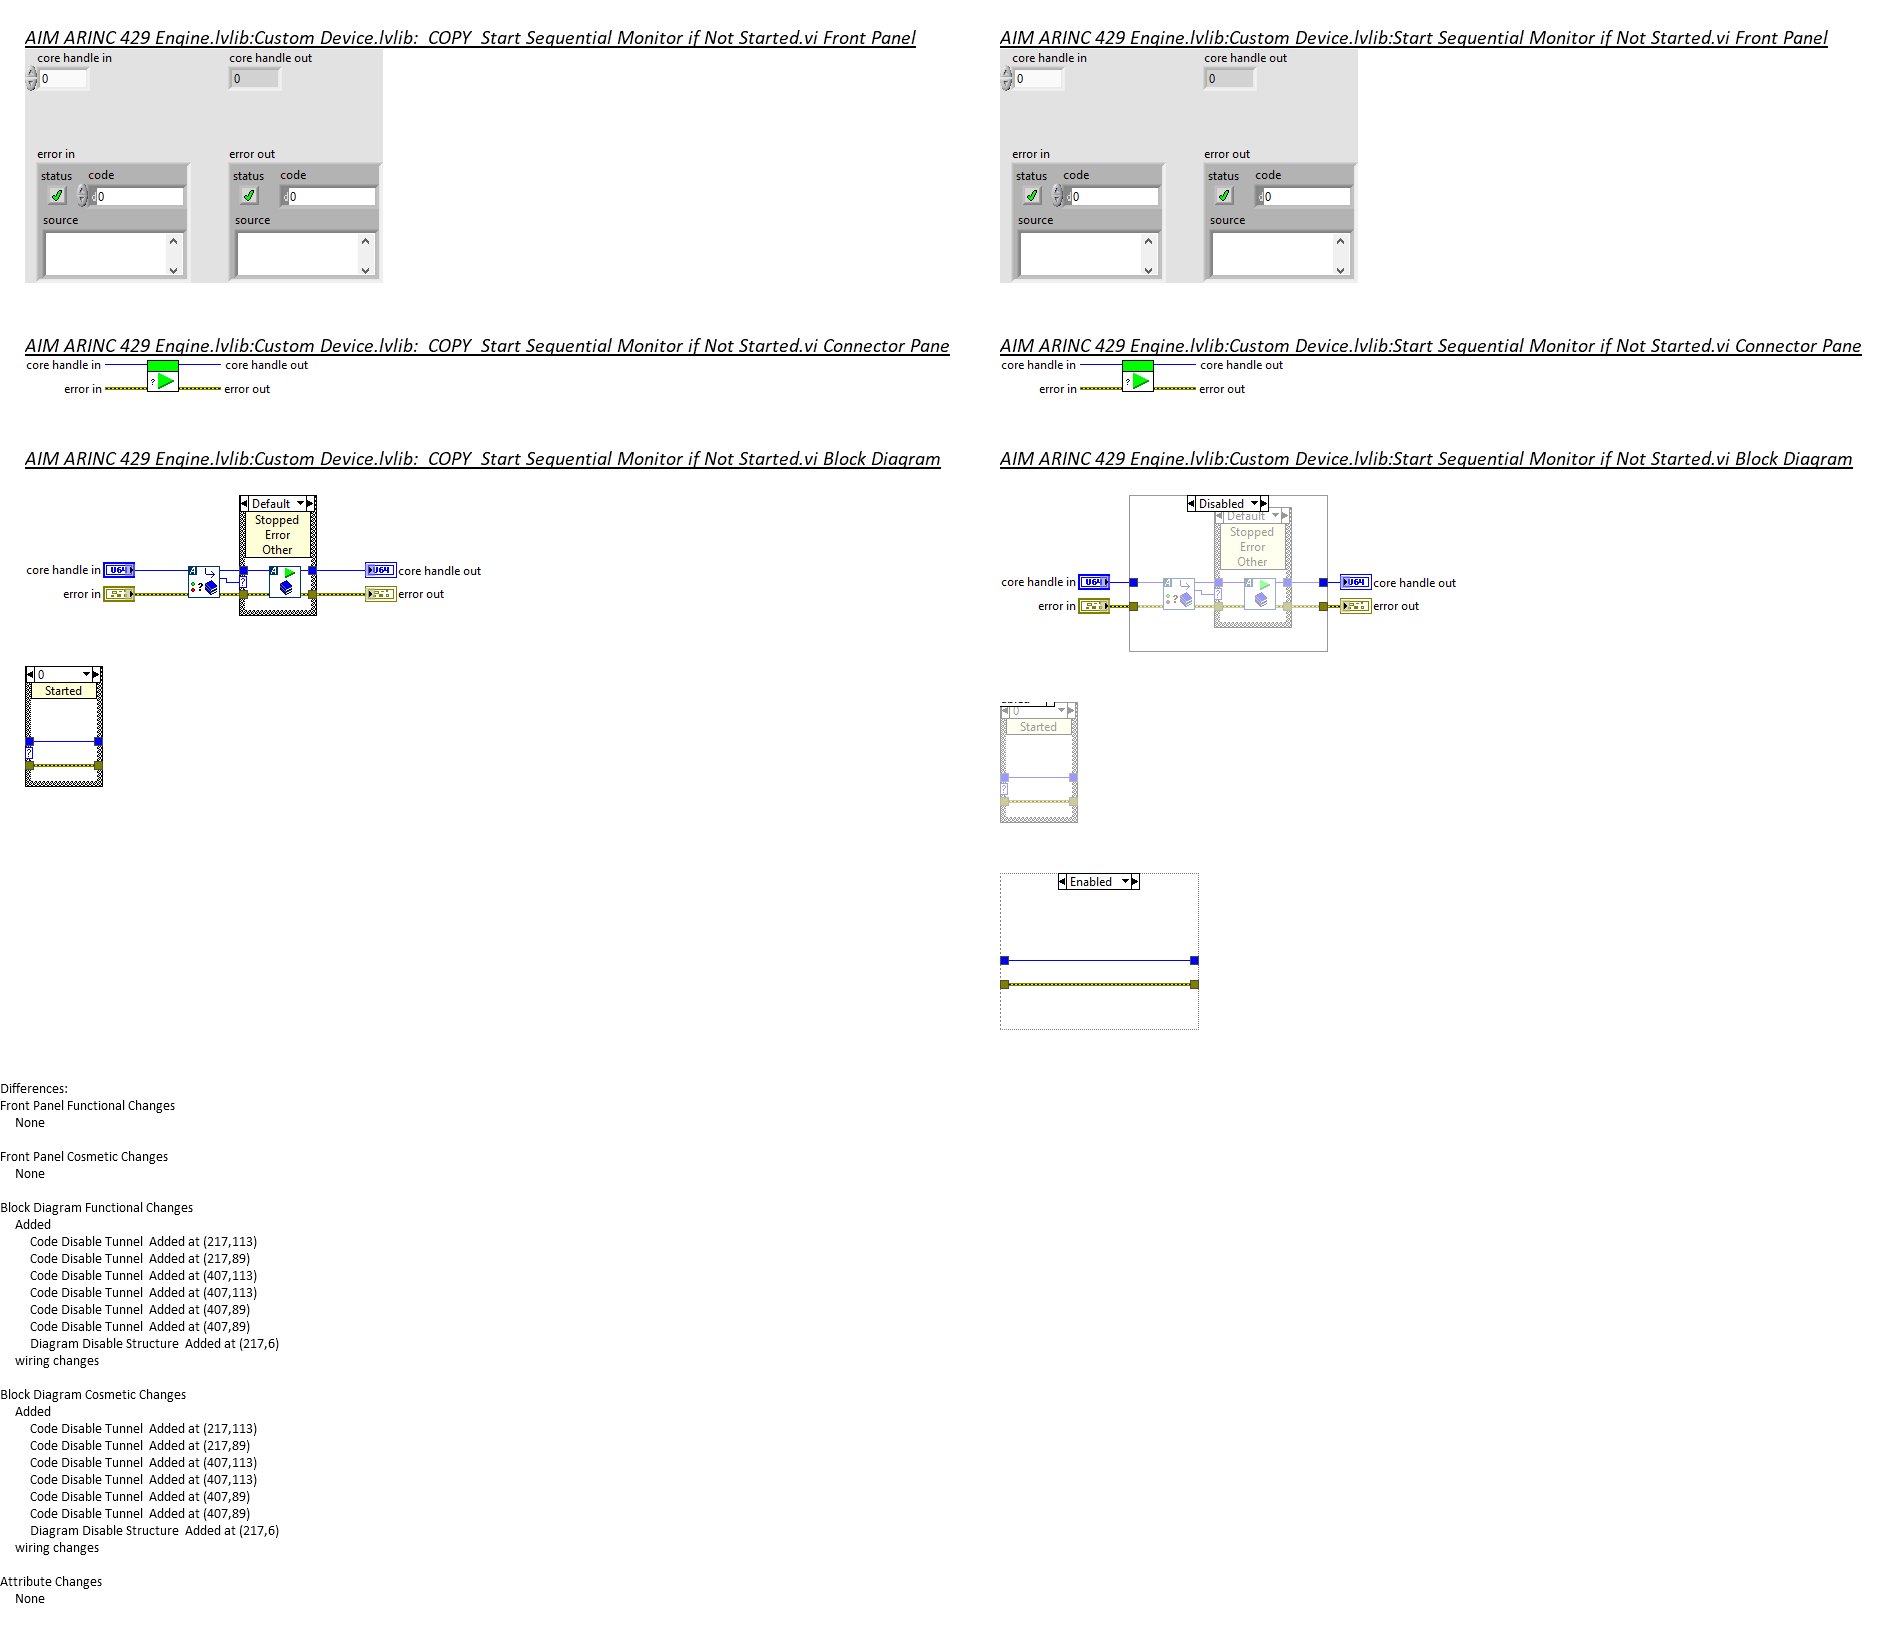 AIM ARINC 429 Engine.lvlib:Custom Device.lvlib:  COPY  Start Sequential Monitor if Not Started.vi Front Panel
core handle in
core handle out
0
0
error in
error out
status
code
status
code
0
0
source
source
AIM ARINC 429 Engine.lvlib:Custom Device.lvlib:Start Sequential Monitor if Not Started.vi Front Panel
core handle in
core handle out
0
0
error in
error out
status
code
status
code
0
0
source
source
AIM ARINC 429 Engine.lvlib:Custom Device.lvlib:  COPY  Start Sequential Monitor if Not Started.vi Connector Pane
core handle in
core handle out
?
error in
error out
AIM ARINC 429 Engine.lvlib:Custom Device.lvlib:Start Sequential Monitor if Not Started.vi Connector Pane
core handle in
core handle out
?
error in
error out
AIM ARINC 429 Engine.lvlib:Custom Device.lvlib:  COPY  Start Sequential Monitor if Not Started.vi Block Diagram
Default
Stopped
Error
Other
core handle in
U64
A
?
?
A
U64
core handle out
error in
error out
0
Started
?
AIM ARINC 429 Engine.lvlib:Custom Device.lvlib:Start Sequential Monitor if Not Started.vi Block Diagram
Disabled
Default
Stopped
Error
Other
core handle in
U64
A
?
?
A
U64
core handle out
error in
error out
0
Started
?
Enabled
Differences:
Front Panel Functional Changes
None
Front Panel Cosmetic Changes
None
Block Diagram Functional Changes
Added
Code Disable Tunnel  Added at (217,113)
Code Disable Tunnel  Added at (217,89)
Code Disable Tunnel  Added at (407,113)
Code Disable Tunnel  Added at (407,113)
Code Disable Tunnel  Added at (407,89)
Code Disable Tunnel  Added at (407,89)
Diagram Disable Structure  Added at (217,6)
wiring changes
Block Diagram Cosmetic Changes
Added
Code Disable Tunnel  Added at (217,113)
Code Disable Tunnel  Added at (217,89)
Code Disable Tunnel  Added at (407,113)
Code Disable Tunnel  Added at (407,113)
Code Disable Tunnel  Added at (407,89)
Code Disable Tunnel  Added at (407,89)
Diagram Disable Structure  Added at (217,6)
wiring changes
Attribute Changes
None